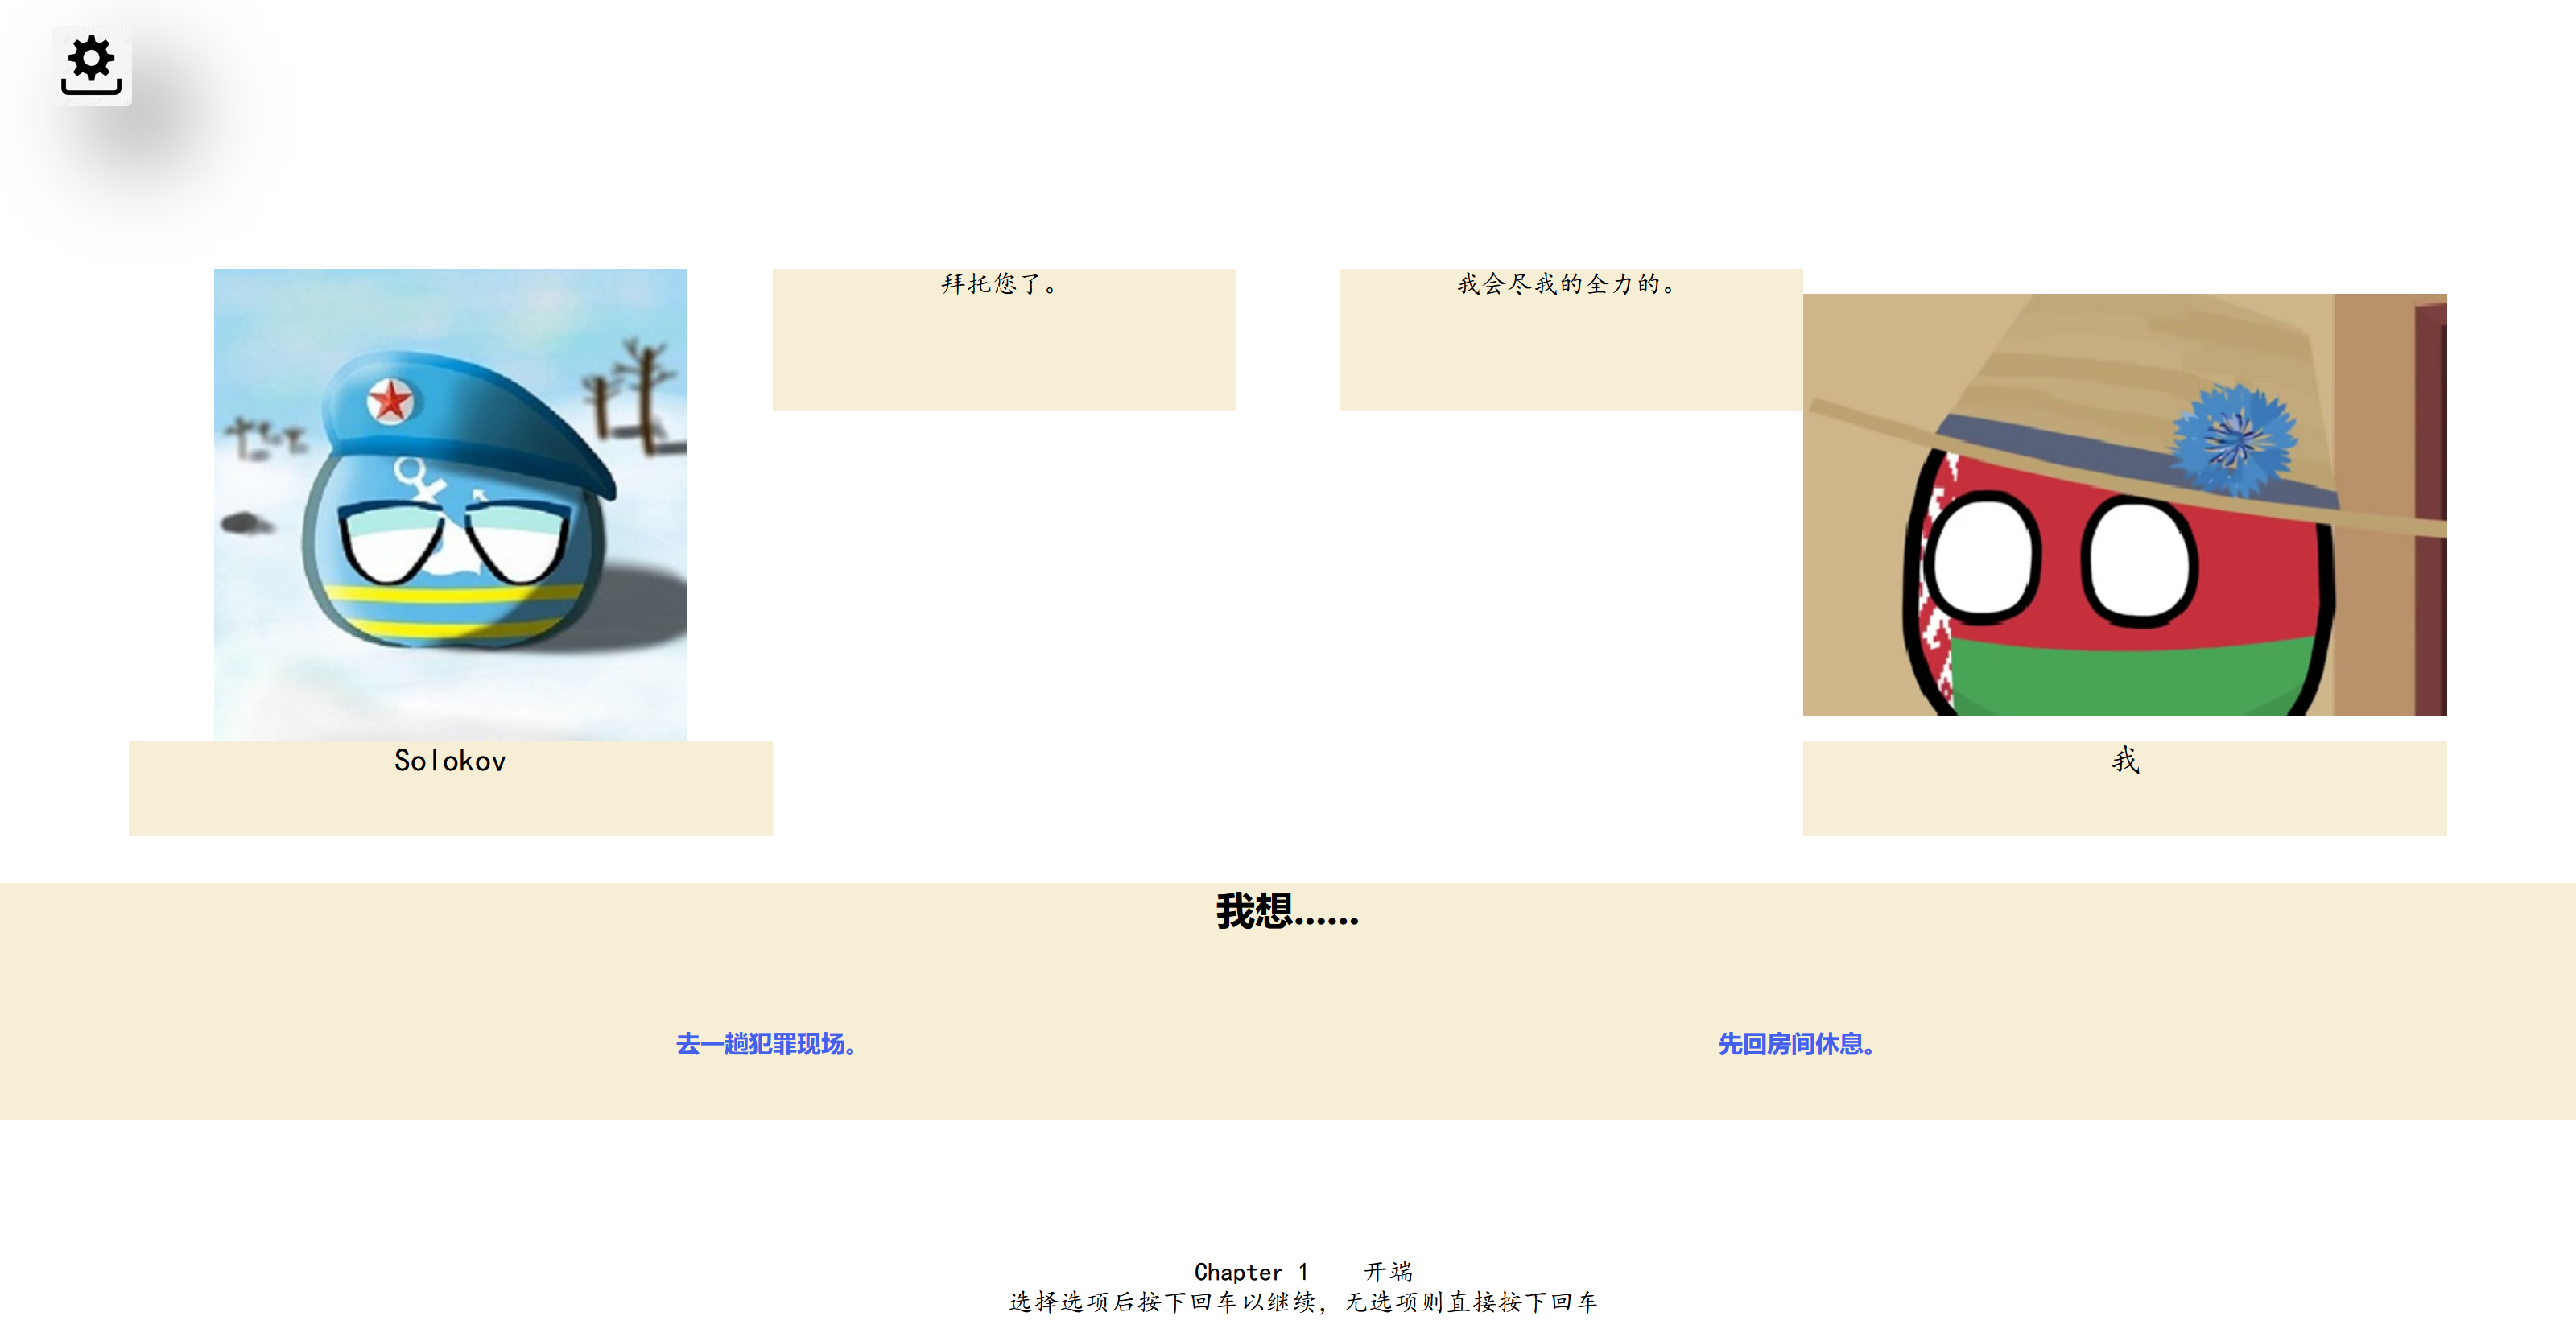 拜托您了。
我会尽我的全力的。
Solokov
我
我想......
去一趟犯罪现场。
先回房间休息。
Chapter 1 开端
选择选项后按下回车以继续，无选项则直接按下回车